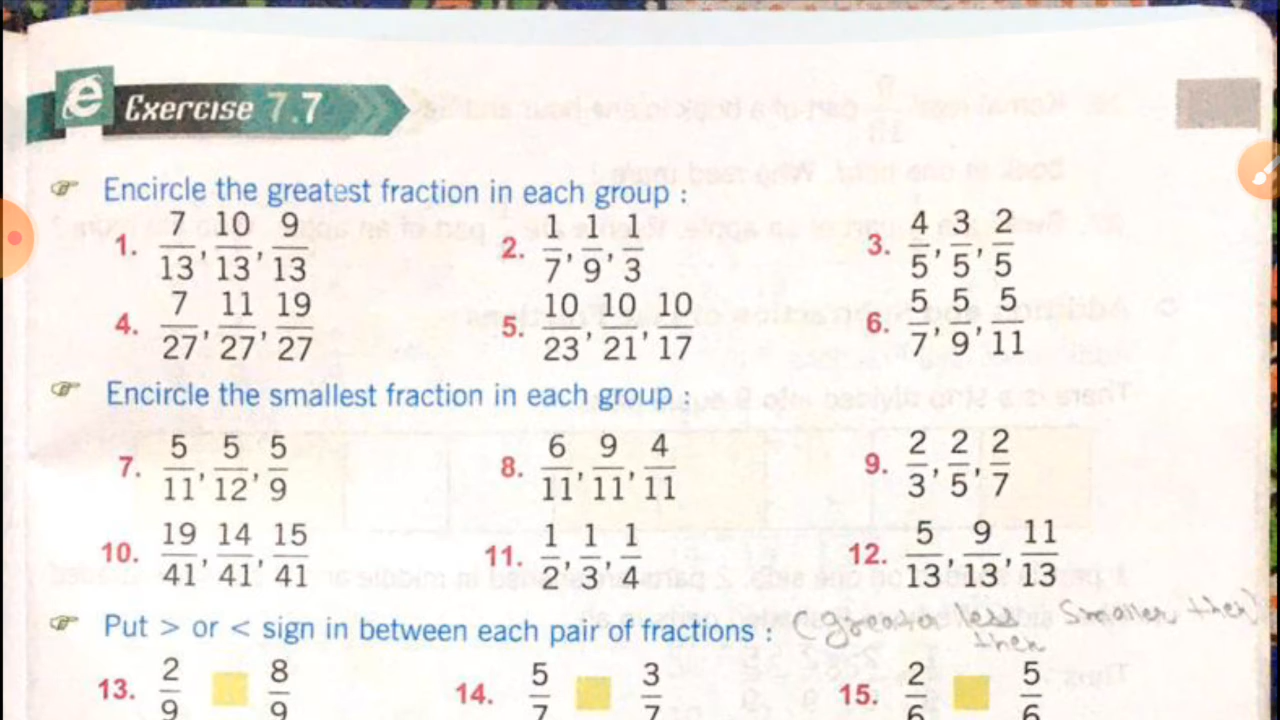 e Exercise 7.7
Encircle the greatest fraction in each group :
1. 7/13, 10/13, 9/13 2. 1/7, 1/9, 1/3 3. 4/5, 3/5, 2/5
4. 7/27, 11/27, 19/27 5. 10/23, 10/21, 10/17 6. 5/7, 5/9, 5/11
Encircle the smallest fraction in each group :
7. 5/11, 5/12, 5/9 8. 6/11, 9/11, 4/11 9. 2/3, 2/5, 2/7
10. 19/41, 14/41, 15/41 11. 1/2, 1/3, 1/4 12. 5/13, 9/13, 11/13
Put > or < sign in between each pair of fractions : Smaller then)
then
13. 2/9 8/9 14. 5/7 3/7 15. 2/6 5/6